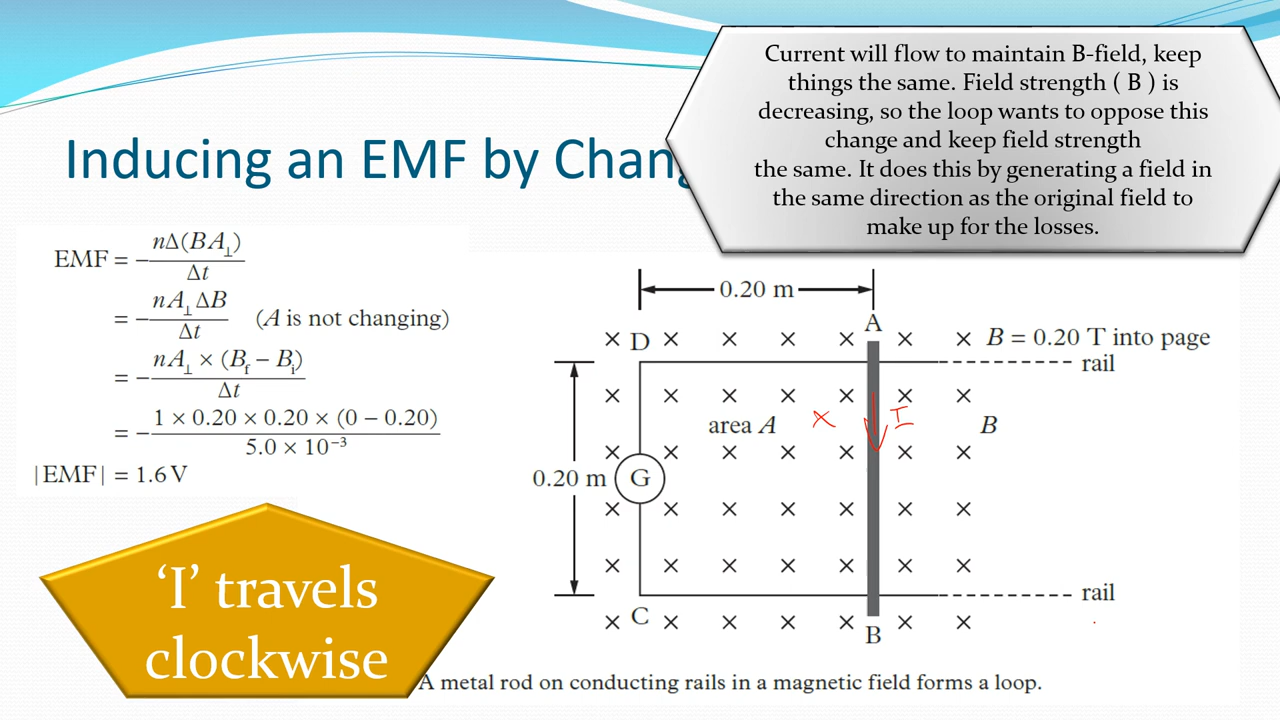 Current will flow to maintain B-field, keep
things the same. Field strength ( B ) is
decreasing, so the loop wants to oppose this
change and keep field strength
the same. It does this by generating a field in
the same direction as the original field to
make up for the losses.
Inducing an EMF by Chang
EMF = −nΔ(BA⊥)/Δt
= −nA⊥ΔB/Δt (A is not changing)
= −nA⊥ × (Bf − Bi)/Δt
= −1 × 0.20 × 0.20 × (0 − 0.20)/5.0 × 10⁻³
|EMF| = 1.6 V
0.20 m
A
× D × × × × × × B = 0.20 T into page
rail
× × × × × × ×
area A × I B
× × × × × × ×
0.20 m G
× × × × × × ×
× × × × × × ×
rail
× C × × × × × ×
B
A metal rod on conducting rails in a magnetic field forms a loop.
‘I’ travels
clockwise